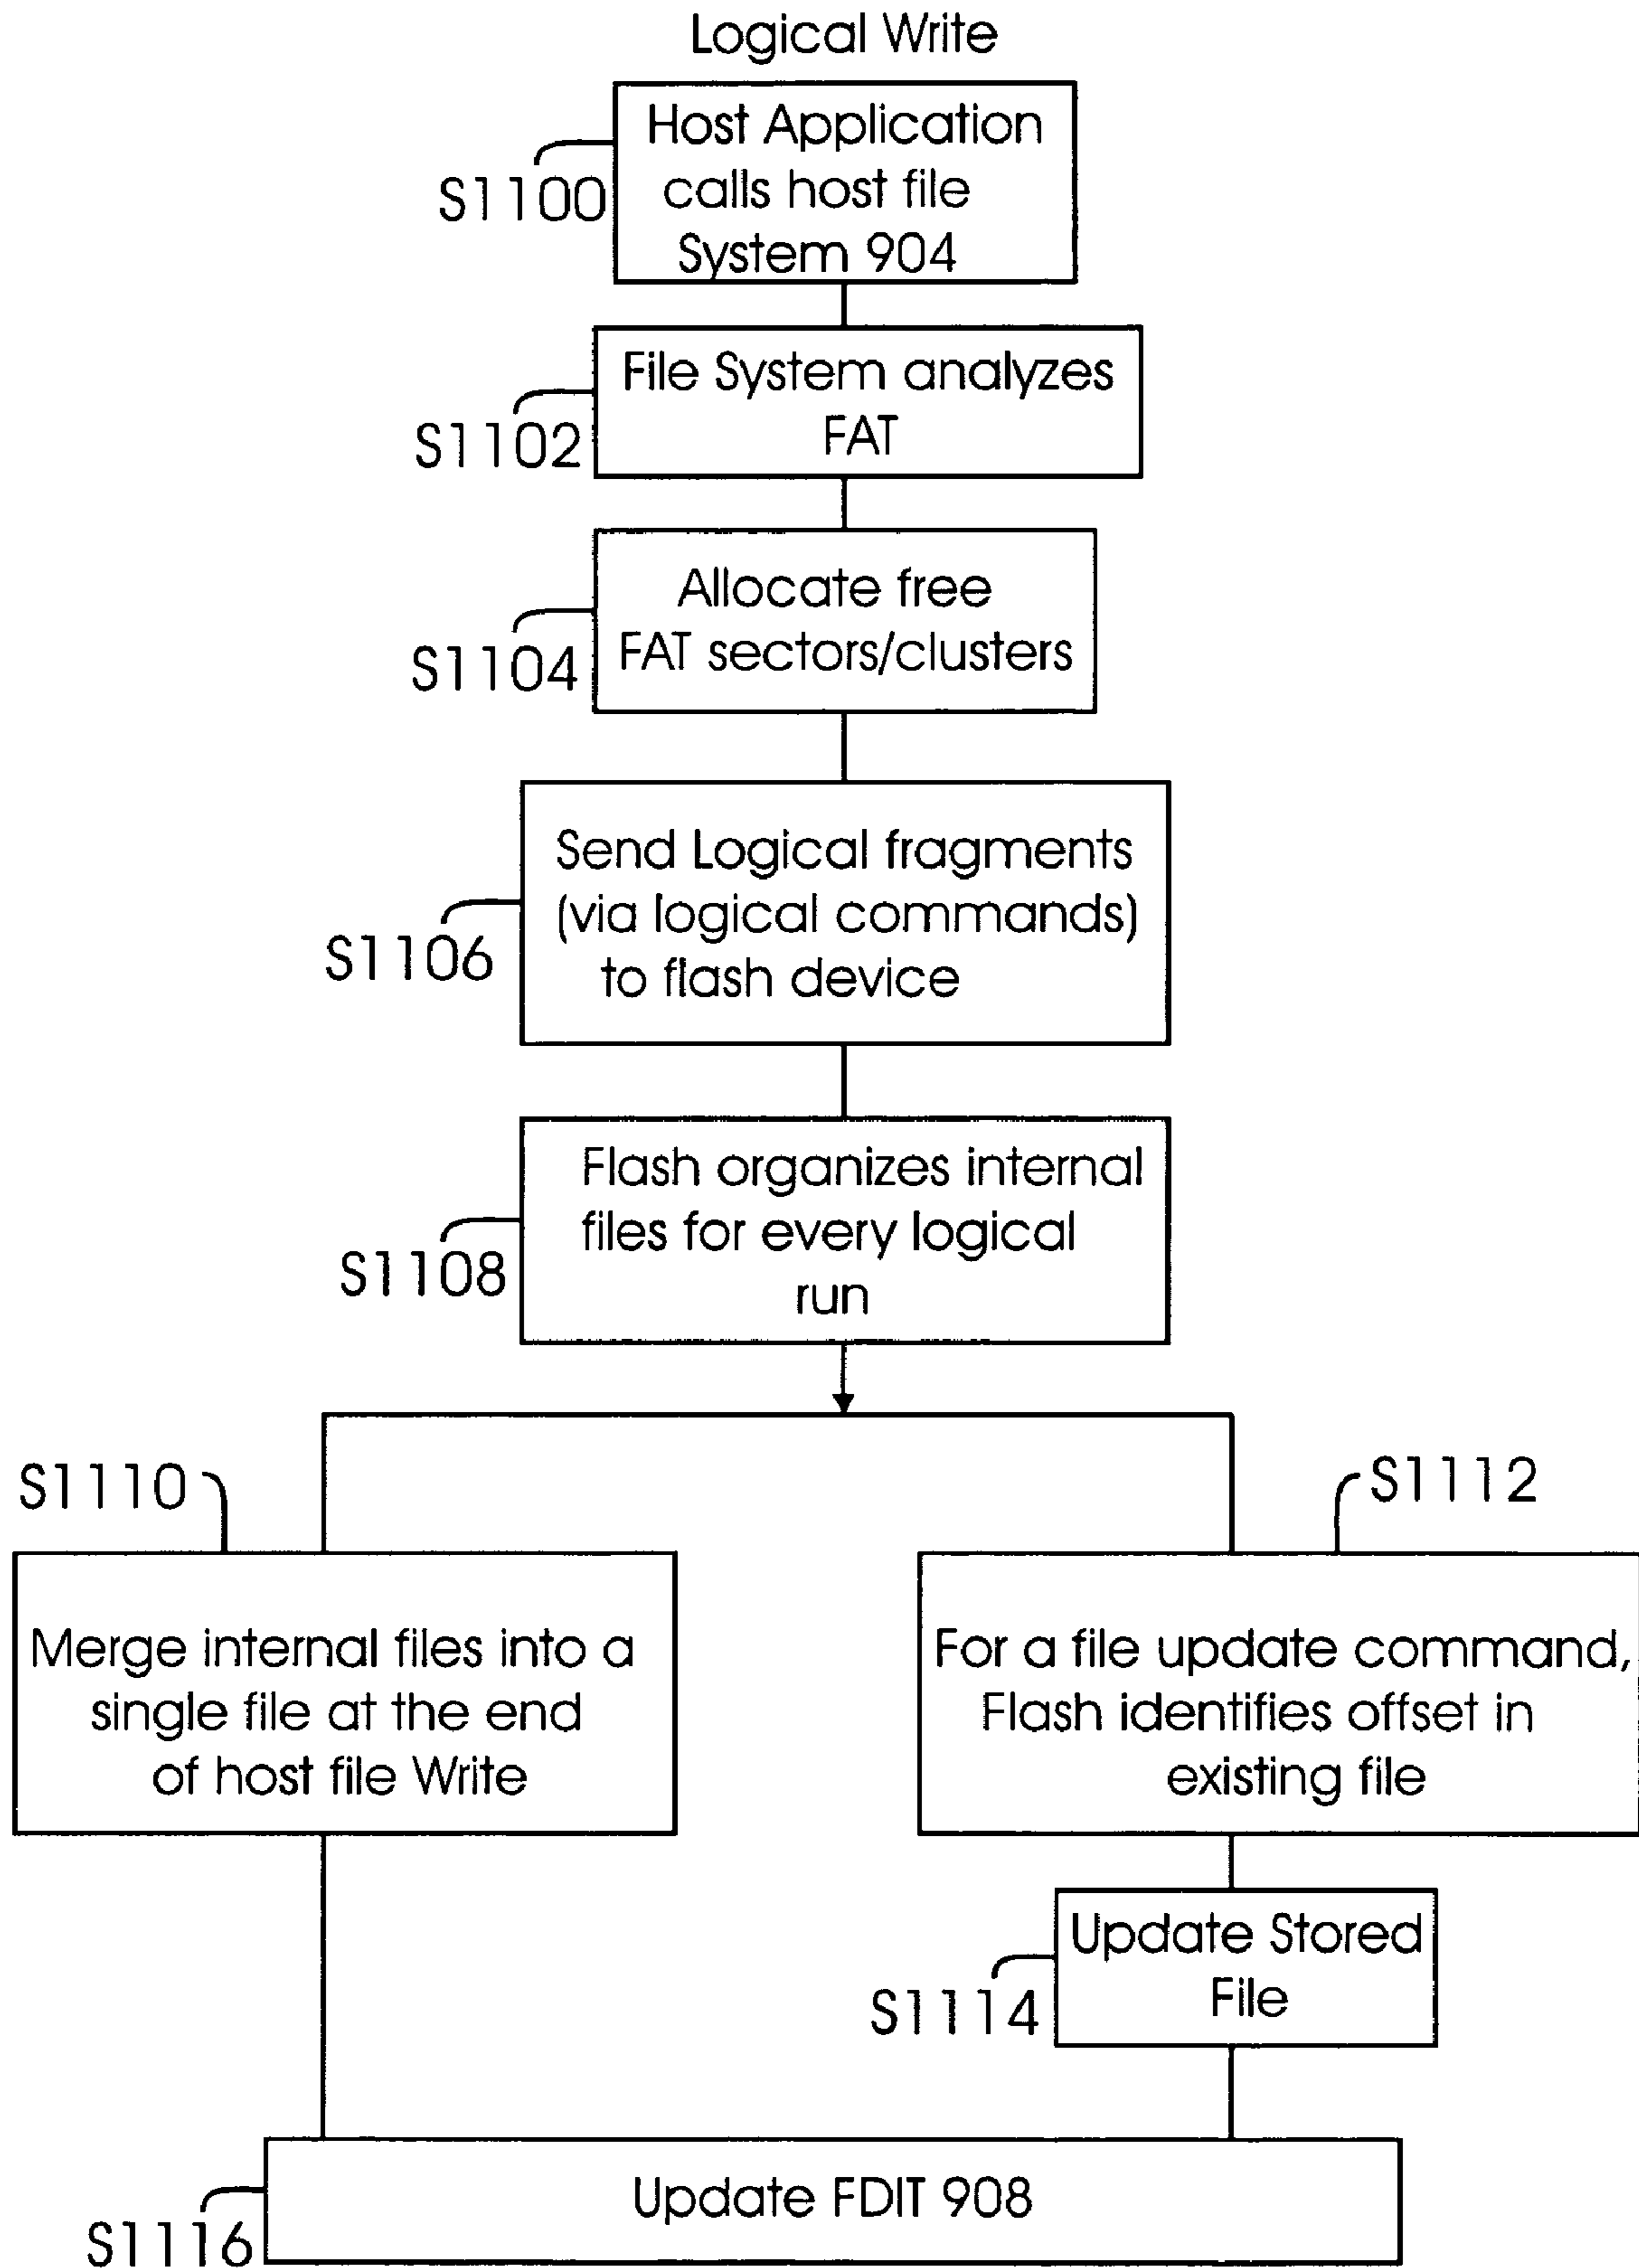 Logical Write
Host Application
calls host file
System 904
S1100
File System analyzes
FAT
S1102
Allocate free
FAT sectors/clusters
S1104
Send Logical fragments
(via logical commands)
to flash device
S1106
Flash organizes internal
files for every logical
run
S1108
S1110
S1112
Merge internal files into a
single file at the end
of host file Write
For a file update command,
Flash identifies offset in
existing file
Update Stored
File
S1114
Update FDIT 908
S1116